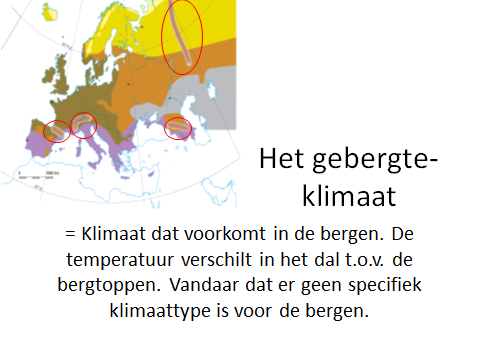 Het gebergte-
klimaat
= Klimaat dat voorkomt in de bergen. De
temperatuur verschilt in het dal t.o.v. de
bergtoppen. Vandaar dat er geen specifiek
klimaattype is voor de bergen.